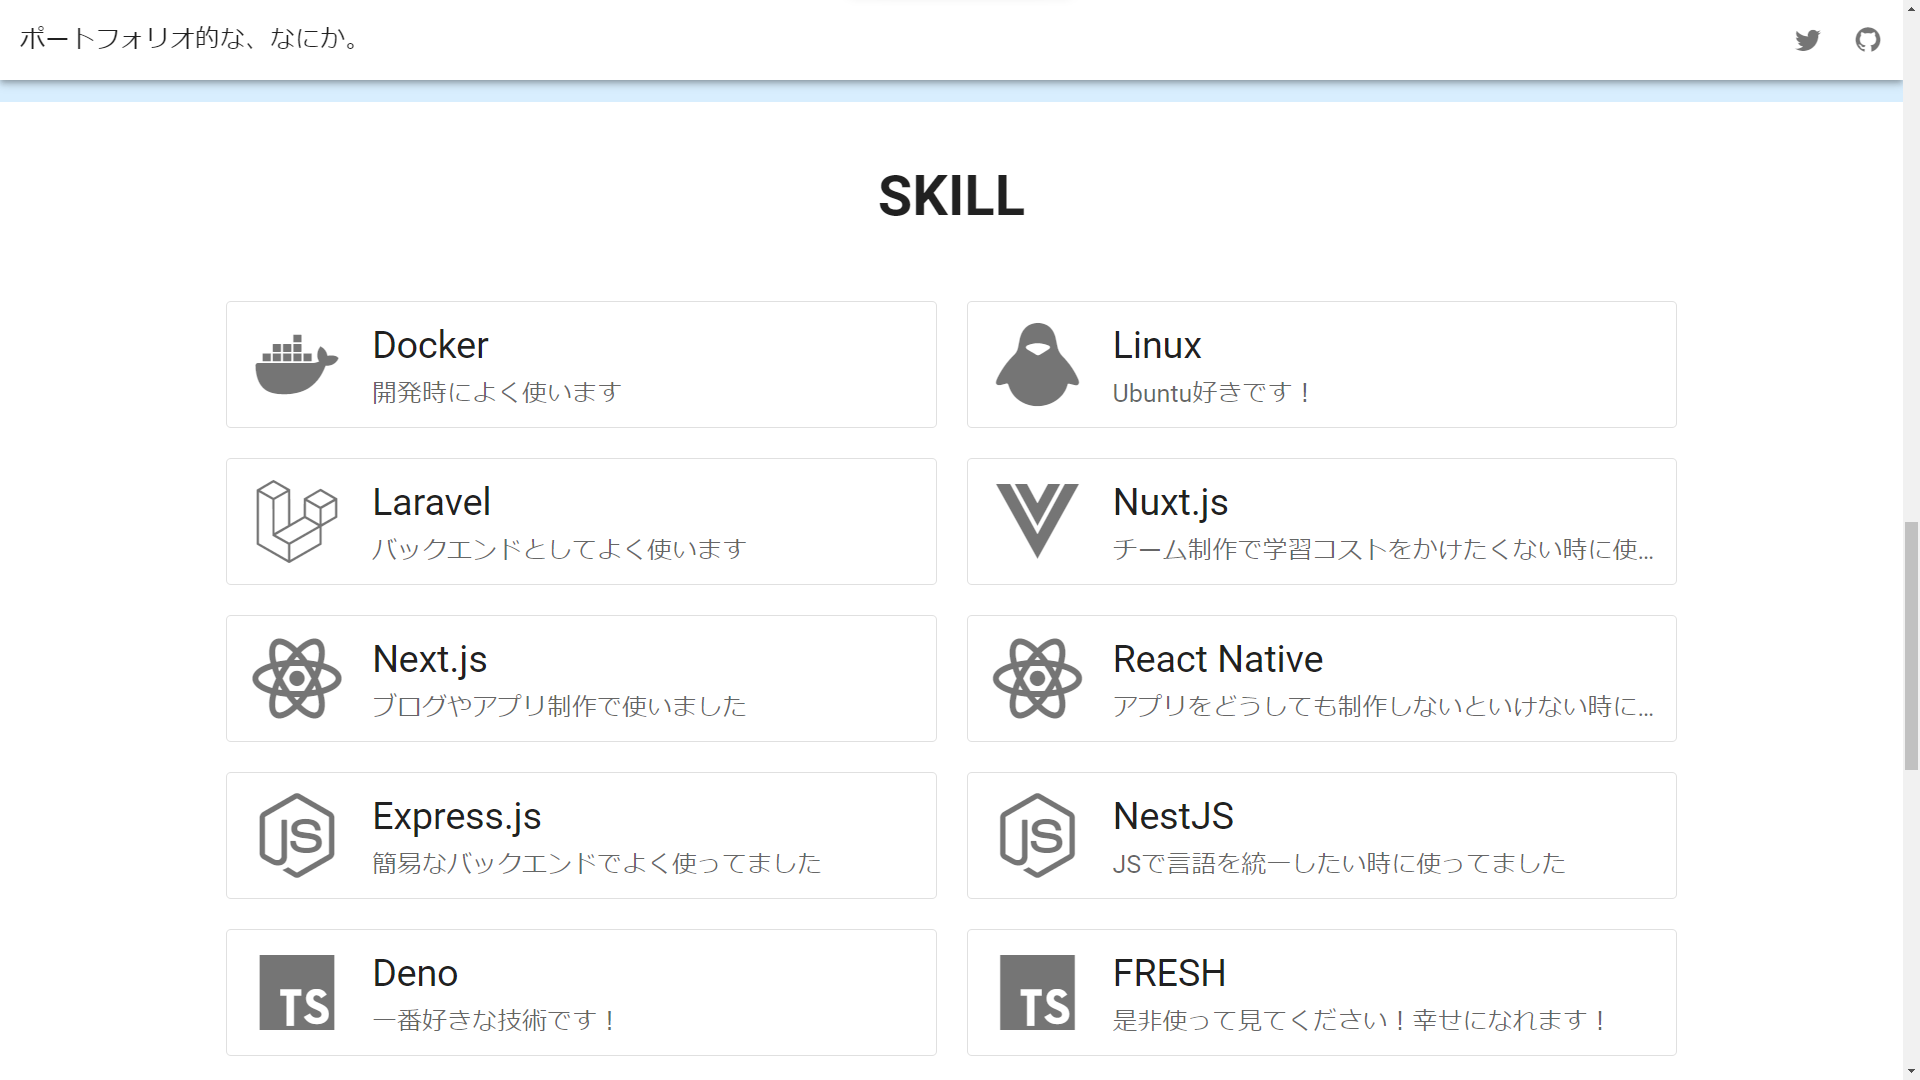 ポートフォリオ的な、なにか。
SKILL
Docker
開発時によく使います
Linux
Ubuntu好きです！
Laravel
バックエンドとしてよく使います
Nuxt.js
チーム制作で学習コストをかけたくない時に使...
Next.js
ブログやアプリ制作で使いました
React Native
アプリをどうしても制作しないといけない時に...
JS
Express.js
簡易なバックエンドでよく使ってました
JS
NestJS
JSで言語を統一したい時に使ってました
TS
Deno
一番好きな技術です！
TS
FRESH
是非使って見てください！幸せになれます！